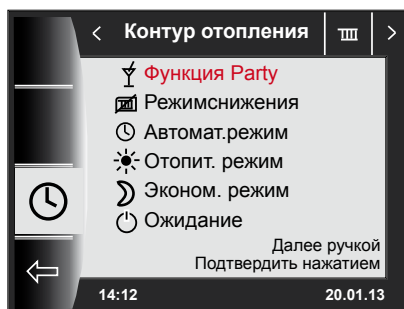 < Контур отопления >
Функция Party
Режимснижения
Автомат.режим
Отопит. режим
Эконом. режим
Ожидание
Далее ручкой
Подтвердить нажатием
14:12 20.01.13